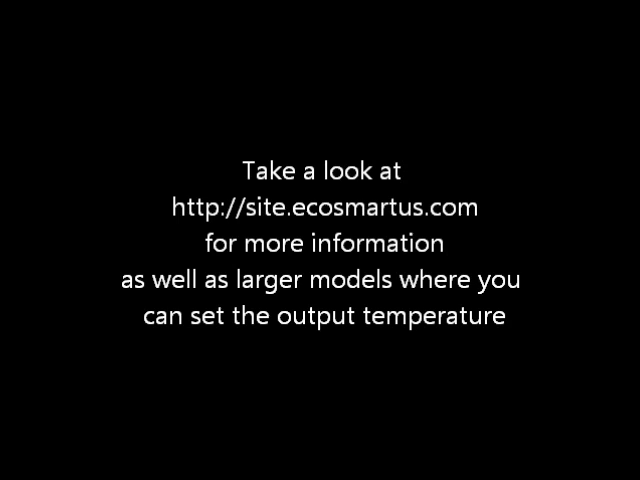 Take a look at
http://site.ecosmartus.com
for more information
as well as larger models where you
can set the output temperature